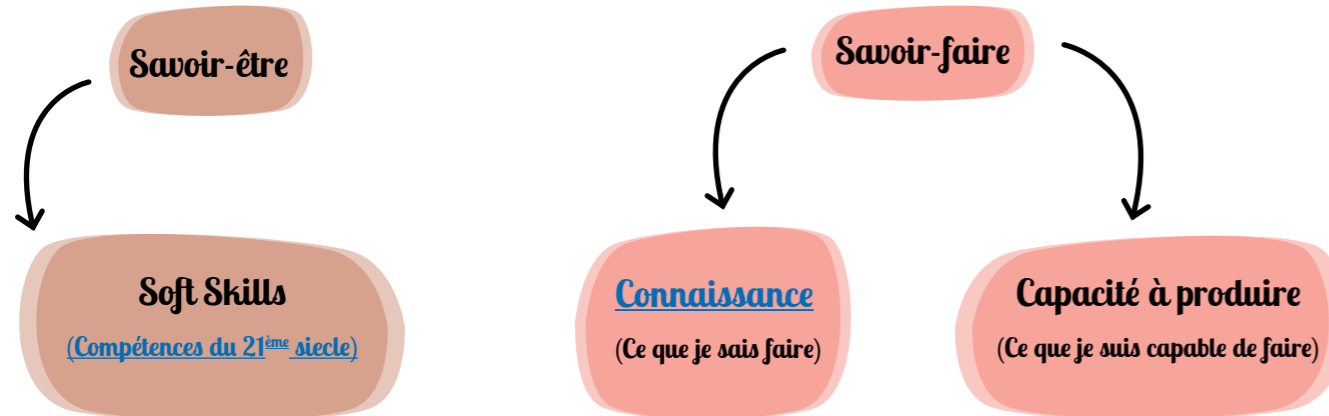 Savoir-être
Savoir-faire
Soft Skills
(Compétences du 21ème siecle)
Connaissance
(Ce que je sais faire)
Capacité à produire
(Ce que je suis capable de faire)